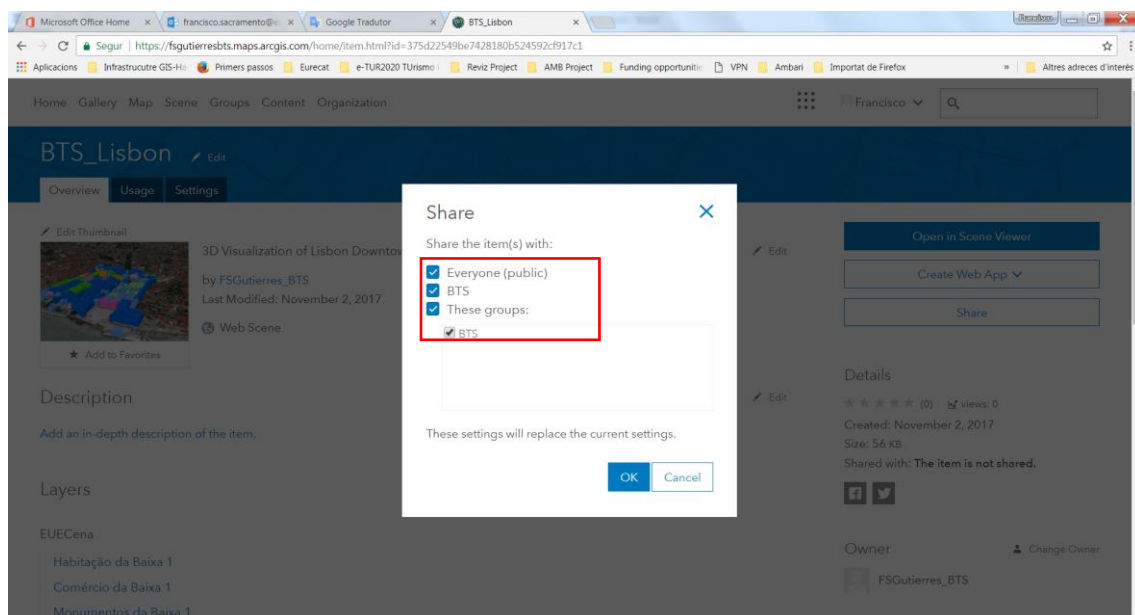 Microsoft Office Home francisco.sacramento@e Google Tradutor BTS_Lisbon Francisco
Segur https://fsgutierresbts.maps.arcgis.com/home/item.html?id=375d22549be7428180b524592cf917c1
Aplicacions Infrastrucutre GIS-Ha Primers passos Eurecat e-TUR2020 TUrismo Reviz Project AMB Project Funding opportunitie VPN Ambari Importat de Firefox » Altres adreces d'interès
Home Gallery Map Scene Groups Content Organization Francisco
BTS_Lisbon Edit
Overview Usage Settings
Share
Share the item(s) with:
Everyone (public)
BTS
These groups:
BTS
These settings will replace the current settings.
OK Cancel
Edit Thumbnail
3D Visualization of Lisbon Downtow
by FSGutierres_BTS
Last Modified: November 2, 2017
Web Scene
Add to Favorites
Edit
Description
Edit
Add an in-depth description of the item.
Layers
EUECena
Habitação da Baixa 1
Comércio da Baixa 1
Monumentos da Baixa 1
Open in Scene Viewer
Create Web App
Share
Details
(0) views: 0
Created: November 2, 2017
Size: 56 KB
Shared with: The item is not shared.
Owner Change Owner
FSGutierres_BTS